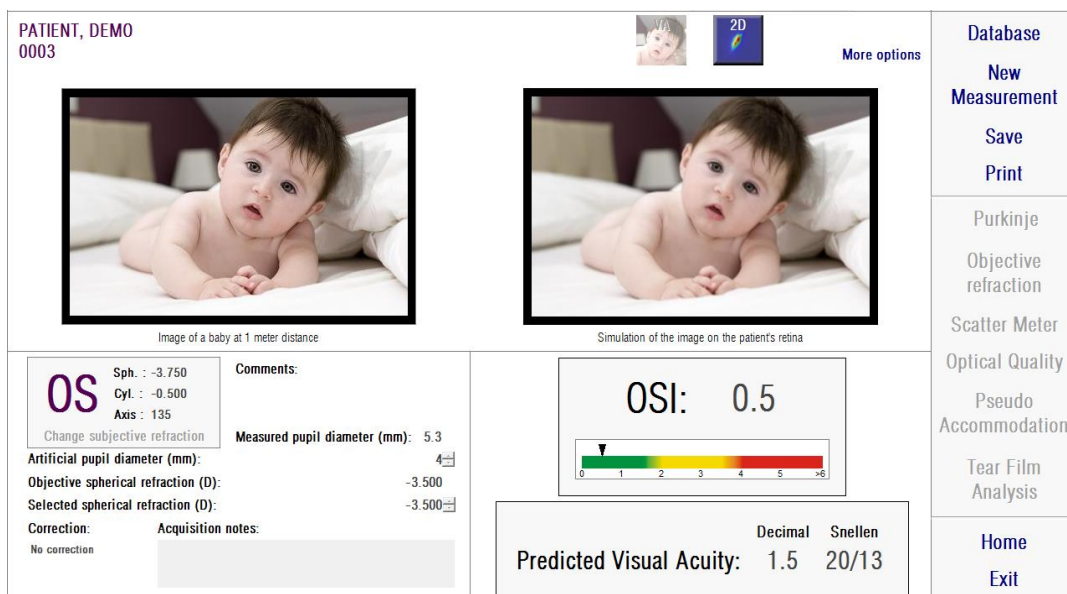 PATIENT, DEMO
0003
VA
2D
More options
Image of a baby at 1 meter distance
Simulation of the image on the patient's retina
OS
Sph. : -3.750
Cyl. : -0.500
Axis : 135
Change subjective refraction
Comments:
Measured pupil diameter (mm): 5.3
Artificial pupil diameter (mm): 4
Objective spherical refraction (D): -3.500
Selected spherical refraction (D): -3.500
Correction: Acquisition notes:
No correction
OSI: 0.5
0 1 2 3 4 5 >6
Decimal Snellen
Predicted Visual Acuity: 1.5 20/13
Database
New
Measurement
Save
Print
Purkinje
Objective
refraction
Scatter Meter
Optical Quality
Pseudo
Accommodation
Tear Film
Analysis
Home
Exit